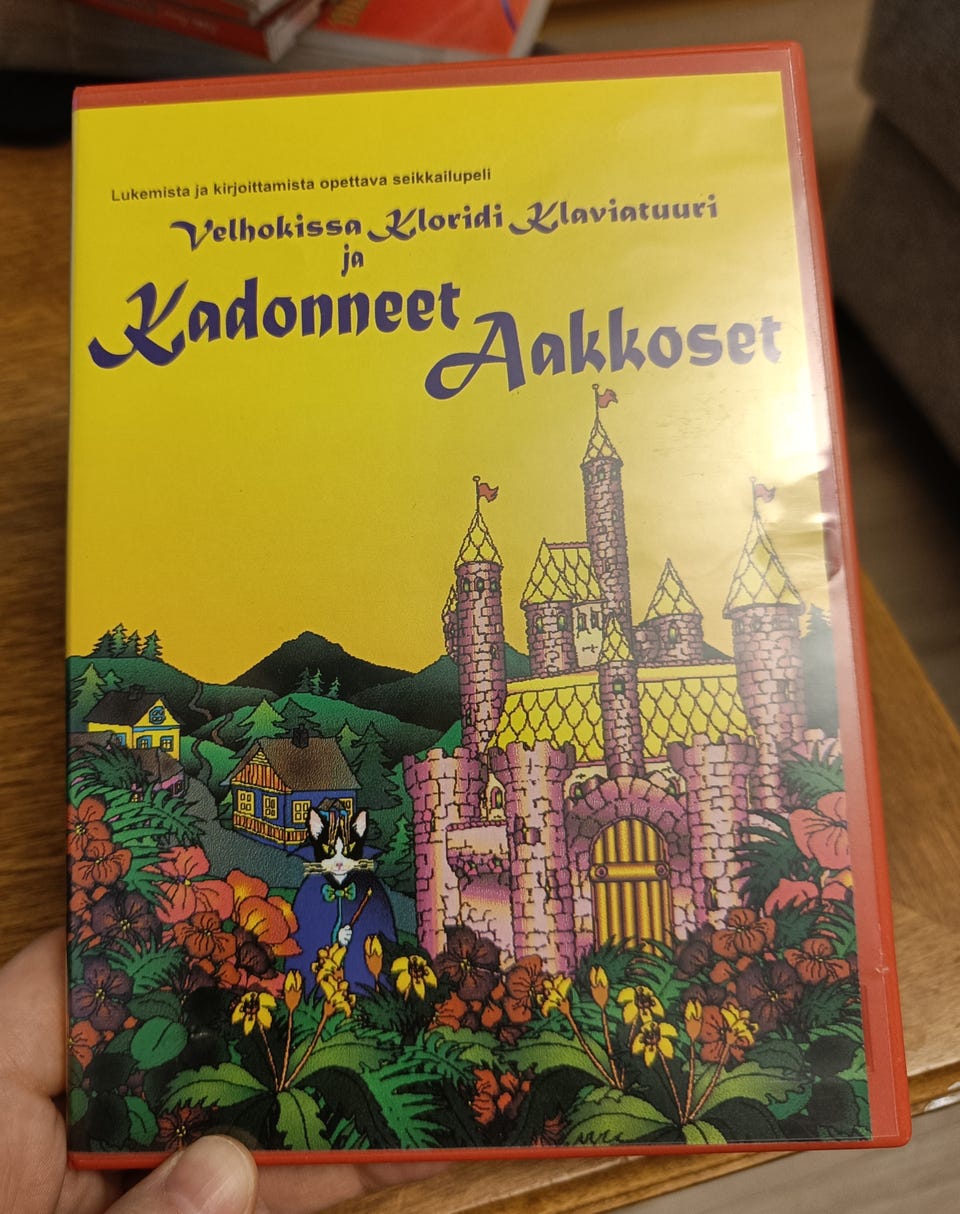 Lukemista ja kirjoittamista opettava seikkailupeli
Velhokissa Kloridi Klaviatuuri
ja
Kadonneet
Aakkoset